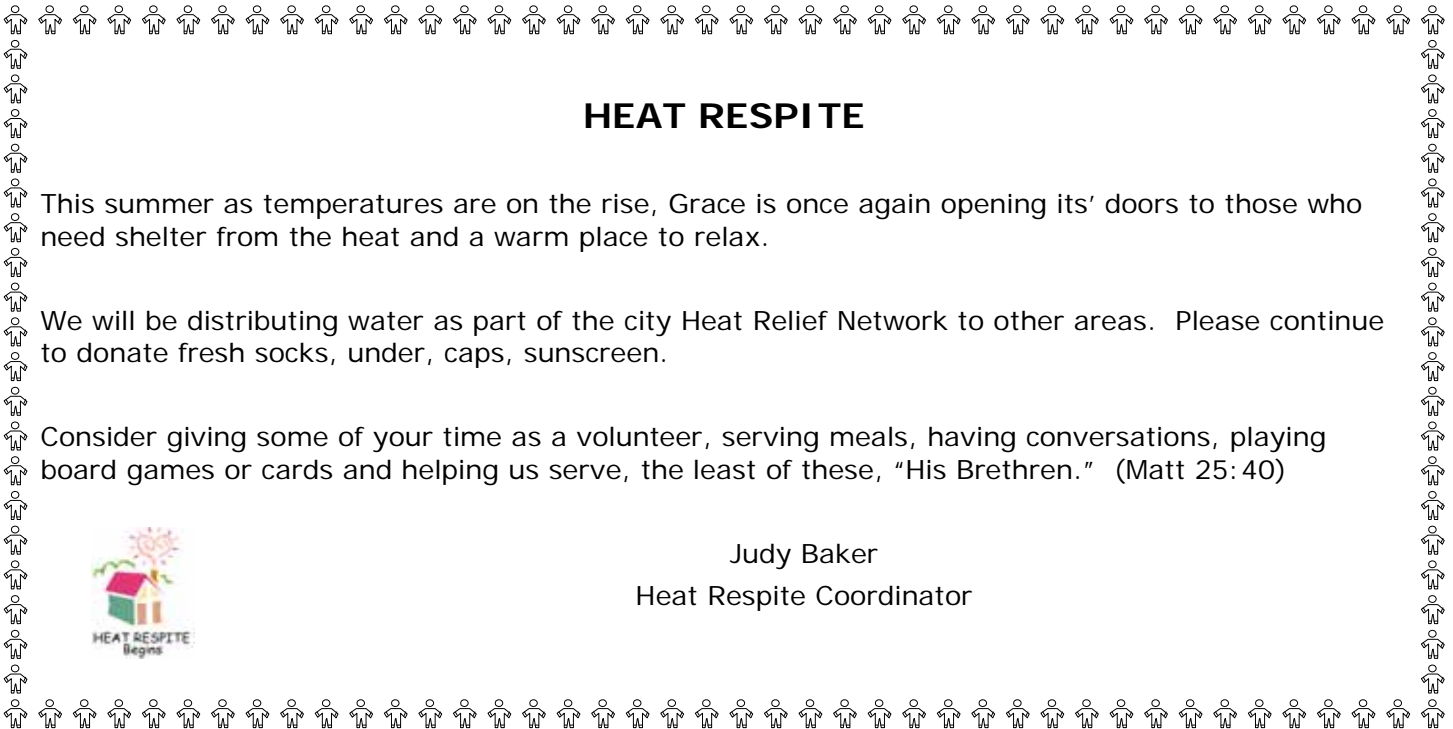 HEAT RESPITE
This summer as temperatures are on the rise, Grace is once again opening its’ doors to those who
need shelter from the heat and a warm place to relax.
We will be distributing water as part of the city Heat Relief Network to other areas.  Please continue
to donate fresh socks, under, caps, sunscreen.
Consider giving some of your time as a volunteer, serving meals, having conversations, playing
board games or cards and helping us serve, the least of these, “His Brethren.”  (Matt 25:40)
Judy Baker
Heat Respite Coordinator
HEAT RESPITE
Begins